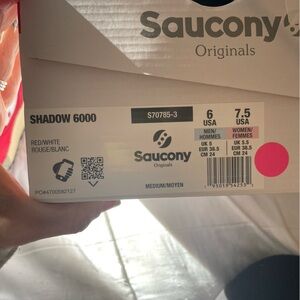 Saucony
Originals
SHADOW 6000
S70785-3
6
USA
7.5
USA
MEN/
HOMMES
WOMEN/
FEMMES
RED/WHITE
ROUGE/BLANC
Saucony
Originals
UK 5
EUR 38.5
CM 24
UK 5.5
EUR 38.5
CM 24
MEDIUM/MOYEN
PO#4700582127